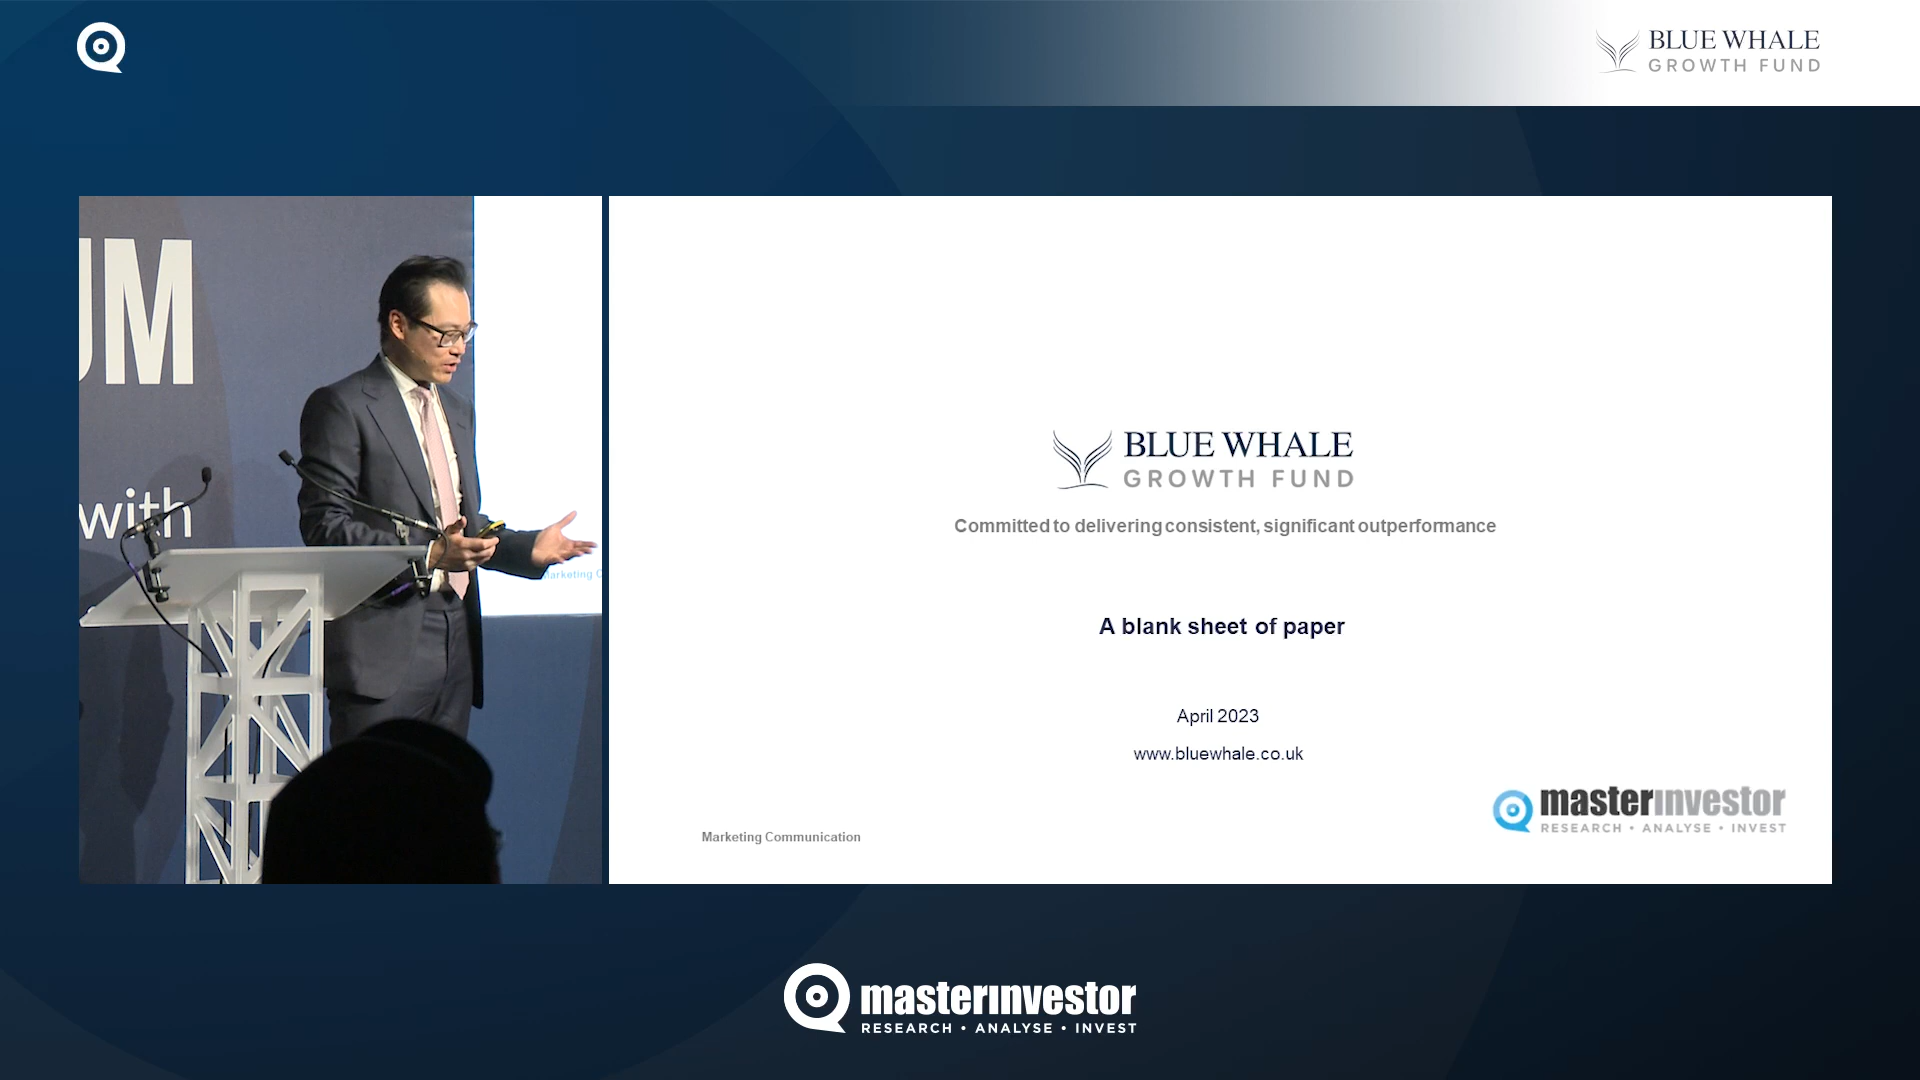 BLUE WHALE
GROWTH FUND
UM
with
Marketing C
BLUE WHALE
GROWTH FUND
Committed to delivering consistent, significant outperformance
A blank sheet of paper
April 2023
www.bluewhale.co.uk
masterinvestor
RESEARCH • ANALYSE • INVEST
Marketing Communication
masterinvestor
RESEARCH • ANALYSE • INVEST